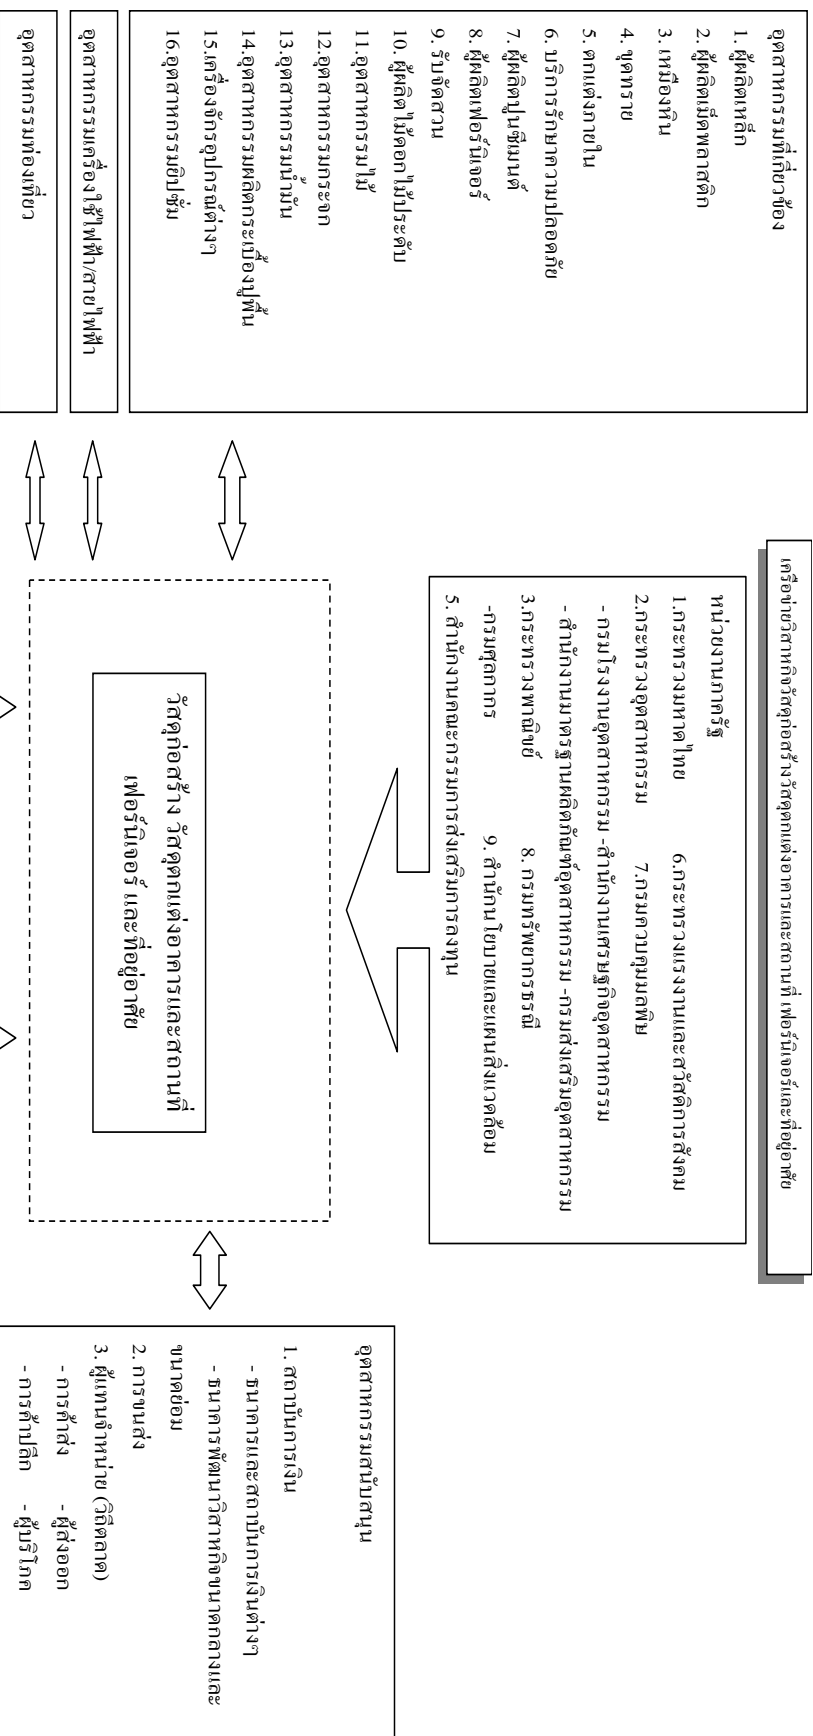 เครือข่ายวิสาหกิจวัสดุก่อสร้างวัสดุตกแต่งอาคารและสถานที่ เฟอร์นิเจอร์และที่อยู่อาศัย
อุตสาหกรรมที่เกี่ยวข้อง
1. ผู้ผลิตเหล็ก
2. ผู้ผลิตเม็ดพลาสติก
3. เหมืองหิน
4. ขุดทราย
5. ตกแต่งภายใน
6. บริการรักษาความปลอดภัย
7. ผู้ผลิตปูนซีเมนต์
8. ผู้ผลิตเฟอร์นิเจอร์
9. รับจัดสวน
10. ผู้ผลิตไม้ดอกไม้ประดับ
11.อุตสาหกรรมไม้
12.อุตสาหกรรมกระจก
13.อุตสาหกรรมน้ำมัน
14.อุตสาหกรรมผลิตกระเบื้องปูพื้น
15.เครื่องจักรอุปกรณ์ต่างๆ
16.อุตสาหกรรมยิปซั่ม
อุตสาหกรรมเครื่องใช้ไฟฟ้า/สายไฟฟ้า
อุตสาหกรรมท่องเที่ยว
หน่วยงานภาครัฐ
1.กระทรวงมหาดไทย 6.กระทรวงแรงงานและสวัสดิการสังคม
2.กระทรวงอุตสาหกรรม 7.กรมควบคุมมลพิษ
- กรมโรงงานอุตสาหกรรม -สำนักงานเศรษฐกิจอุตสาหกรรม
- สำนักงานมาตรฐานผลิตภัณฑ์อุตสาหกรรม -กรมส่งเสริมอุตสาหกรรม
3.กระทรวงพาณิชย์ 8. กรมทรัพยากรธรณี
-กรมศุลกากร 9. สำนักนโยบายและแผนสิ่งแวดล้อม
5. สำนักงานคณะกรรมการส่งเสริมการลงทุน
วัสดุก่อสร้าง วัสดุตกแต่งอาคารและสถานที่
เฟอร์นิเจอร์ และที่อยู่อาศัย
อุตสาหกรรมสนับสนุน
1. สถาบันการเงิน
- ธนาคารและสถาบันการเงินต่างๆ
- ธนาคารพัฒนาวิสาหกิจขนาดกลางและ
ขนาดย่อม
2. การขนส่ง
3. ผู้แทนจำหน่าย (วิถีตลาด)
- การค้าส่ง - ผู้ส่งออก
- การค้าปลีก - ผู้บริโภค